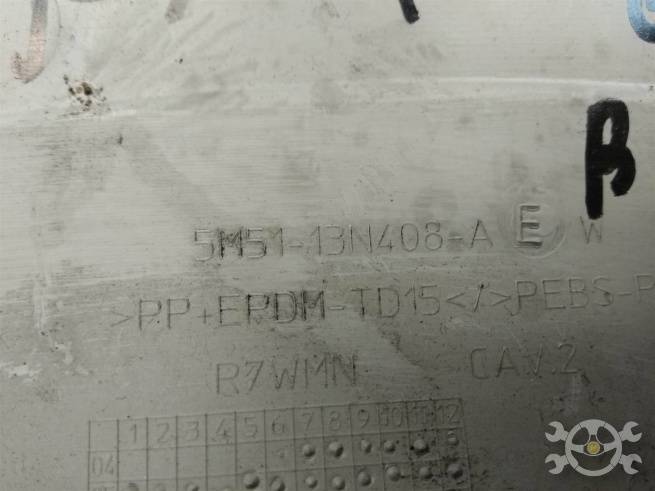 B
5M51-13N408-A E W
>PP+EPDM-TD15</>PEBS-P
R7WMN CAV.2
1 2 3 4 5 6 7 8 9 10 11 12
04